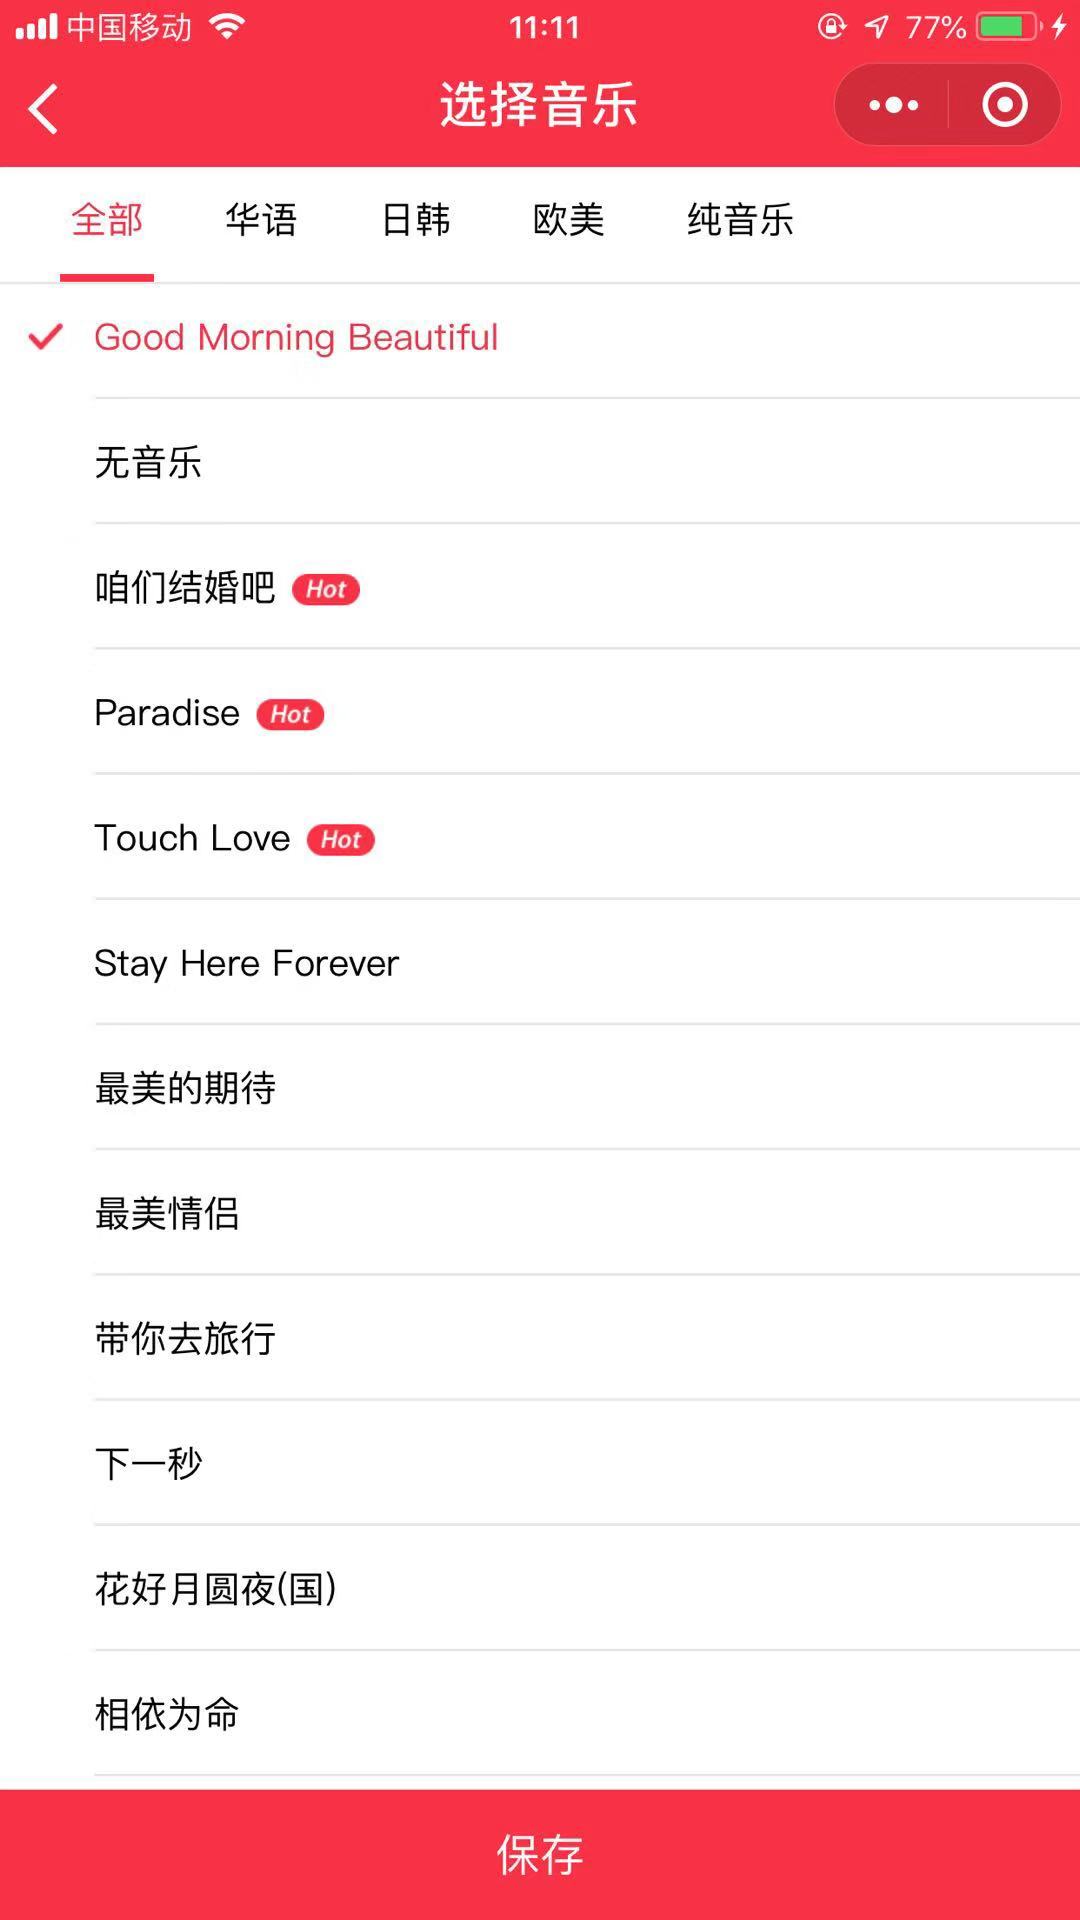 中国移动 11:11 77%
选择音乐
全部 华语 日韩 欧美 纯音乐
Good Morning Beautiful
无音乐
咱们结婚吧 Hot
Paradise Hot
Touch Love Hot
Stay Here Forever
最美的期待
最美情侣
带你去旅行
下一秒
花好月圆夜(国)
相依为命
保存